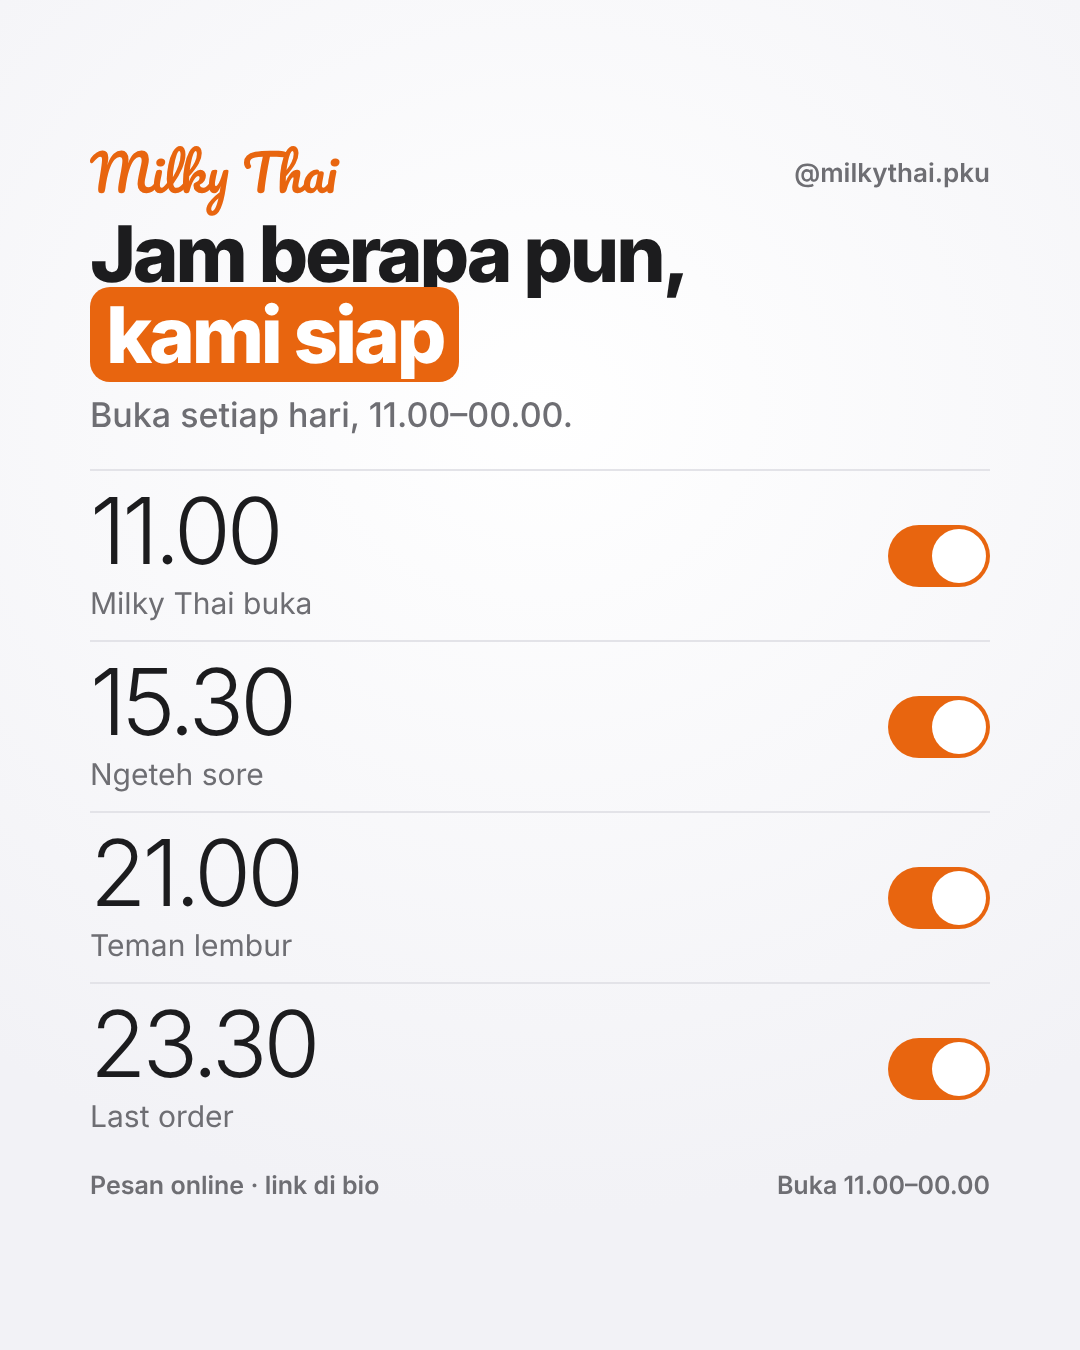 Milky Thai
@milkythai.pku
Jam berapa pun,
kami siap
Buka setiap hari, 11.00–00.00.
11.00
Milky Thai buka
15.30
Ngeteh sore
21.00
Teman lembur
23.30
Last order
Pesan online · link di bio
Buka 11.00–00.00